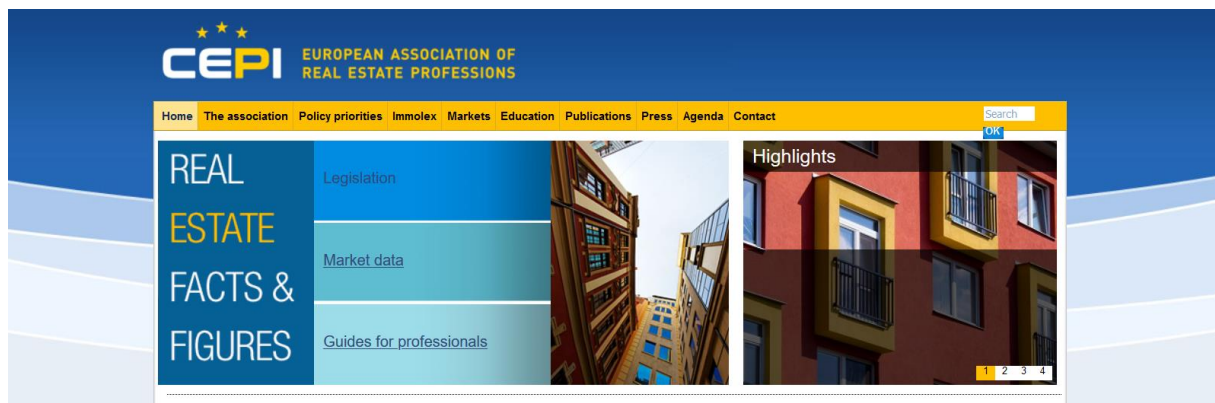 CEPI
EUROPEAN ASSOCIATION OF
REAL ESTATE PROFESSIONS
Home The association Policy priorities Immolex Markets Education Publications Press Agenda Contact
Search
OK
REAL
ESTATE
FACTS &
FIGURES
Legislation
Market data
Guides for professionals
Highlights
1 2 3 4